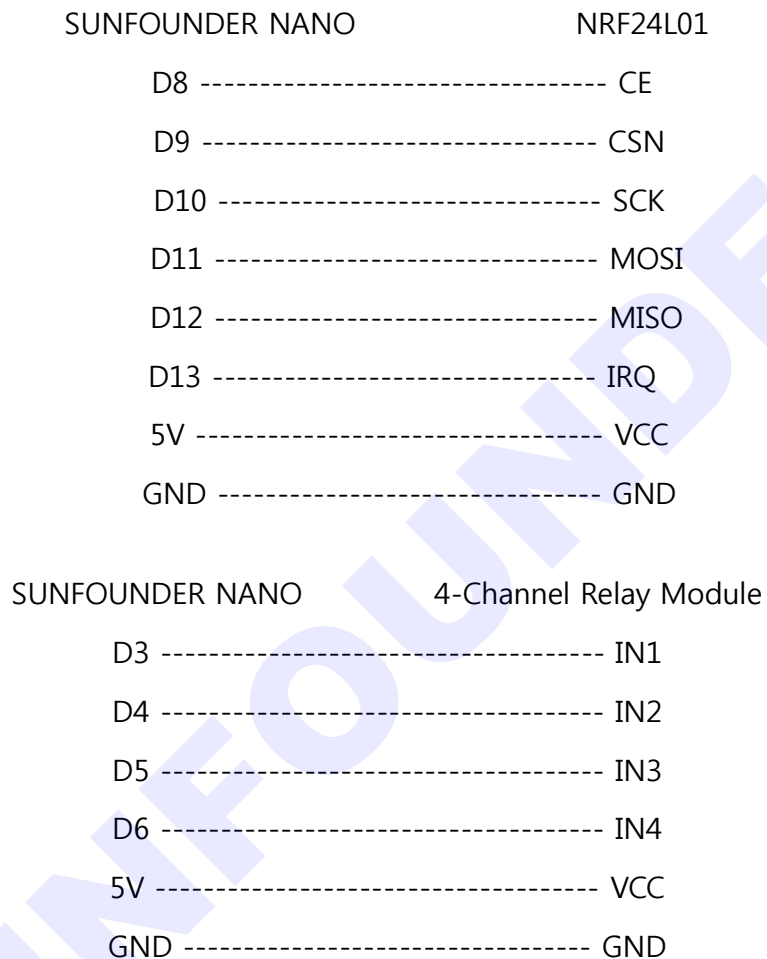 SUNFOUNDER NANO NRF24L01
D8 ---------------------------------- CE
D9 --------------------------------- CSN
D10 -------------------------------- SCK
D11 -------------------------------- MOSI
D12 -------------------------------- MISO
D13 -------------------------------- IRQ
5V ---------------------------------- VCC
GND -------------------------------- GND
SUNFOUNDER NANO 4-Channel Relay Module
D3 ------------------------------------- IN1
D4 ------------------------------------- IN2
D5 ------------------------------------- IN3
D6 ------------------------------------- IN4
5V ------------------------------------- VCC
GND ---------------------------------- GND
UNFOUNDE